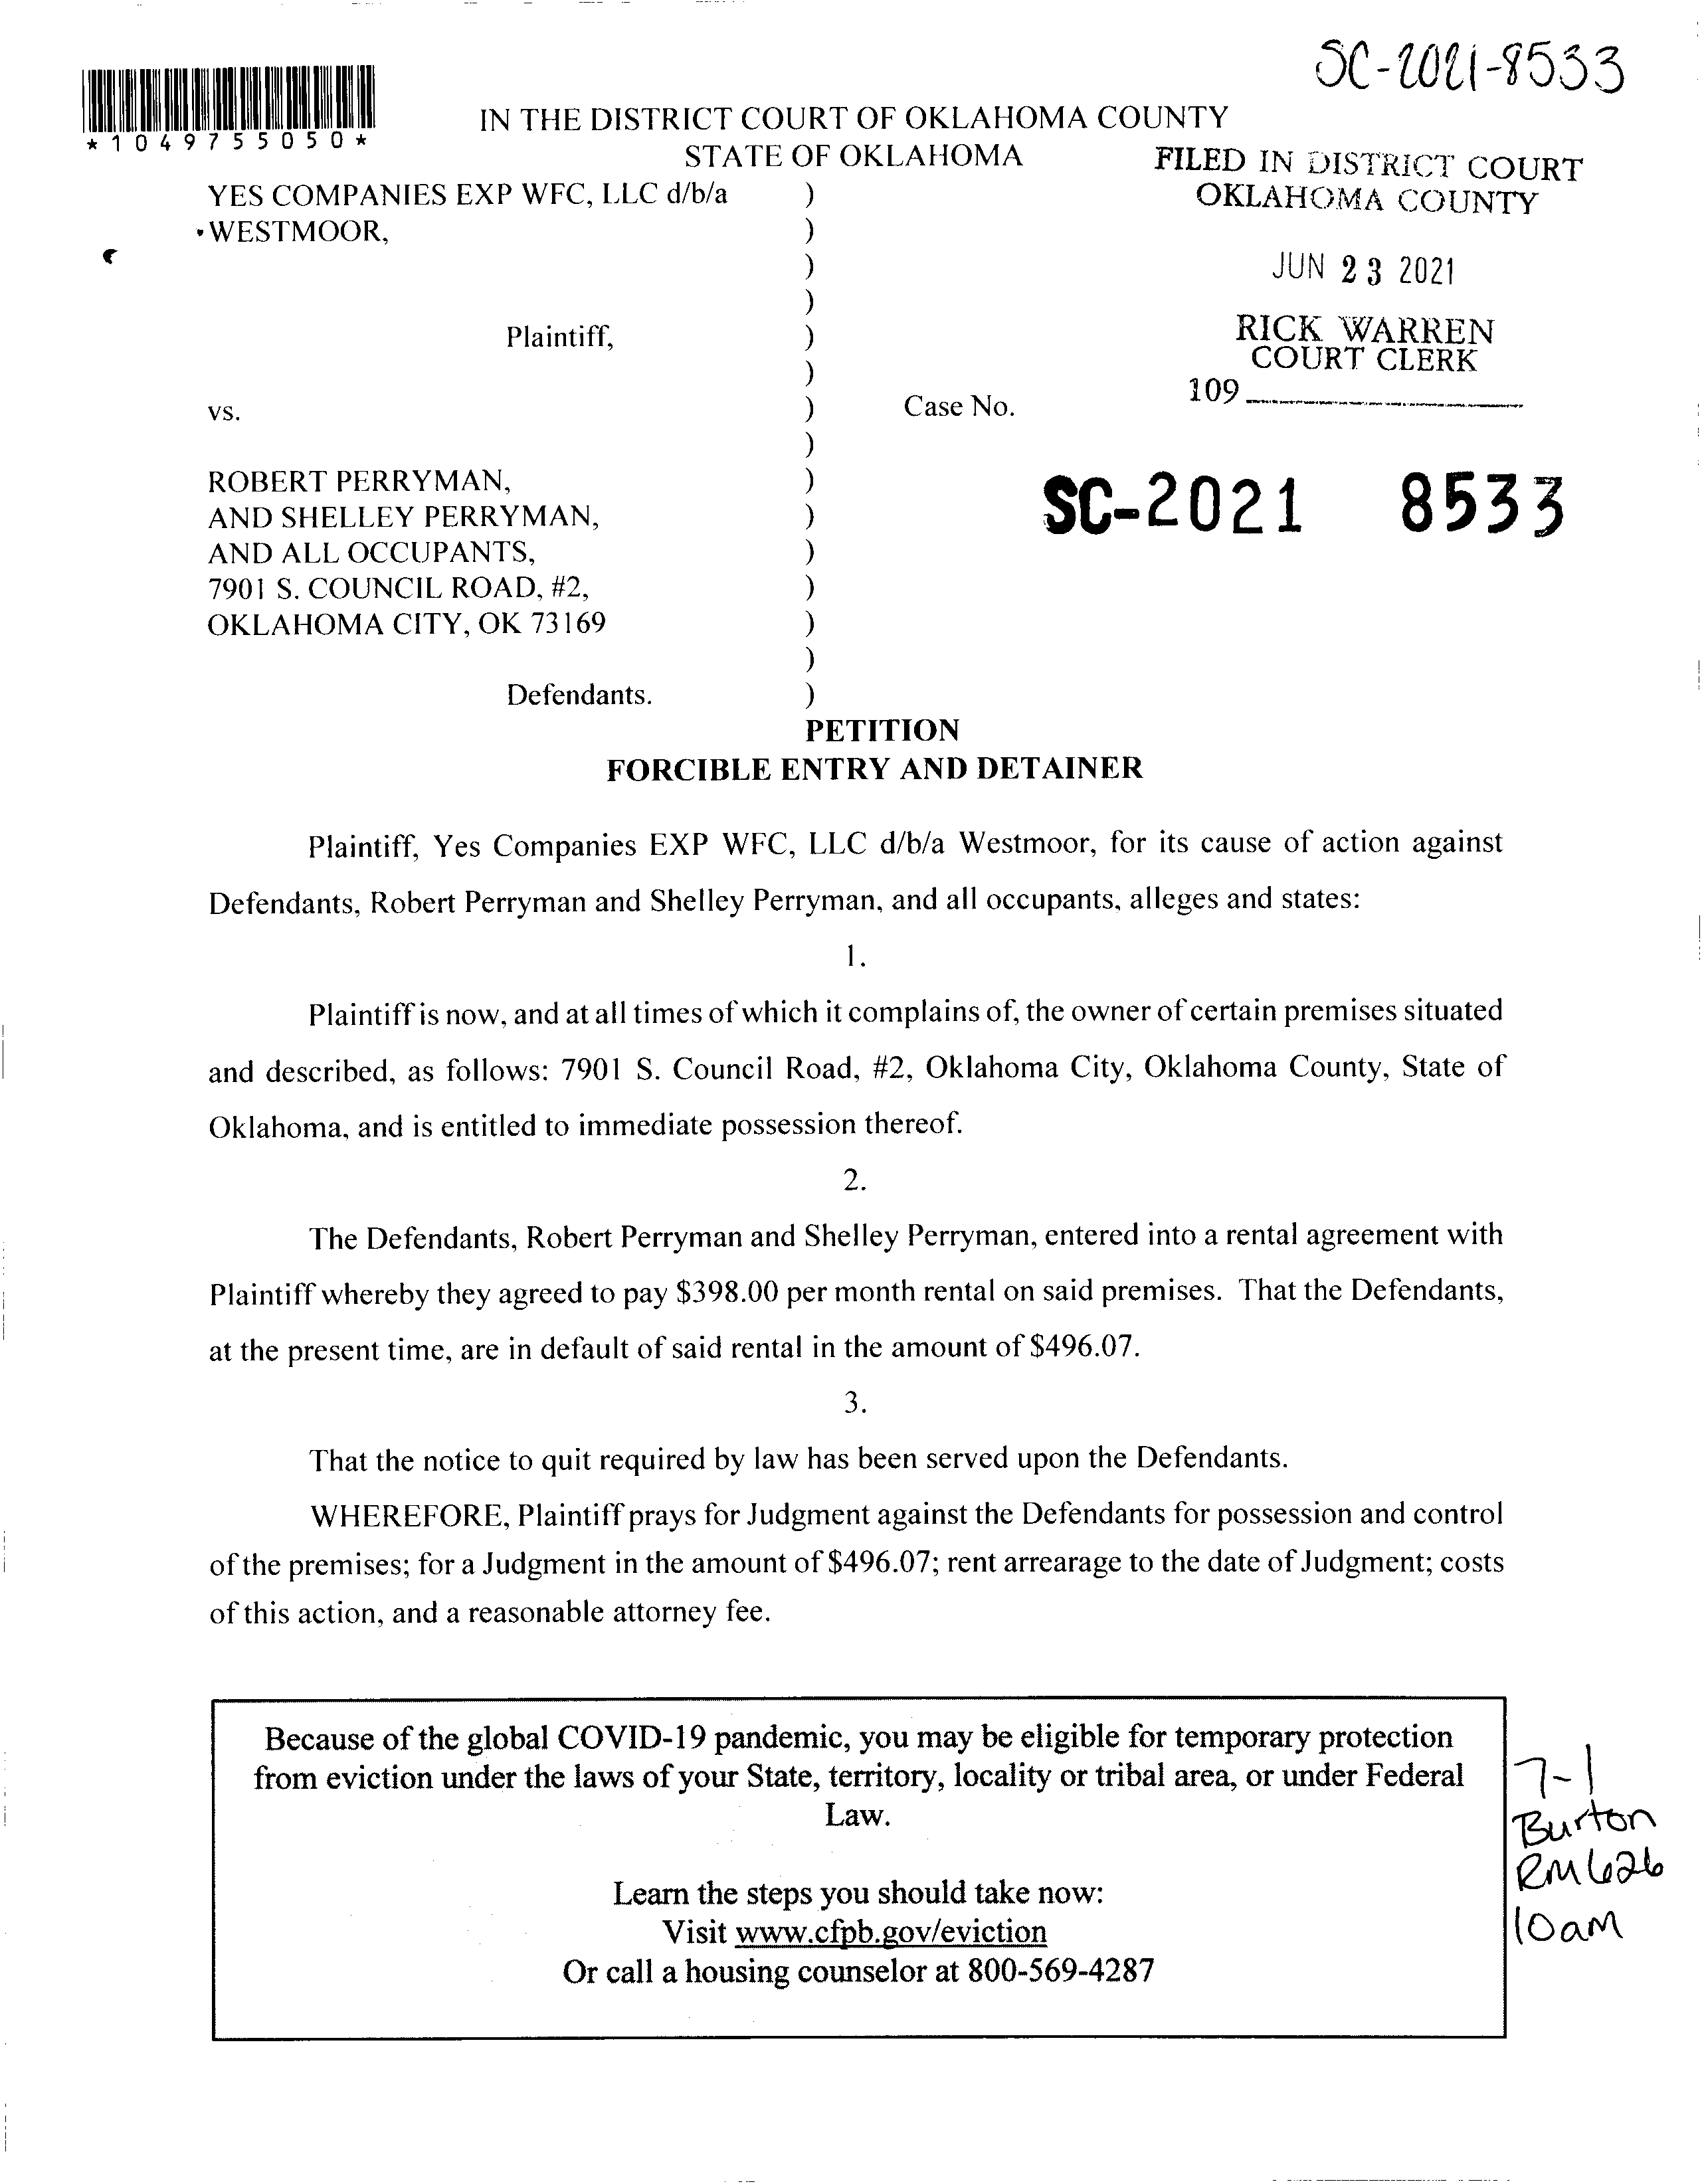 SC-2021-8533
*1049755050*
IN THE DISTRICT COURT OF OKLAHOMA COUNTY
STATE OF OKLAHOMA
FILED IN DISTRICT COURT
OKLAHOMA COUNTY
JUN 23 2021
RICK WARREN
COURT CLERK
109
YES COMPANIES EXP WFC, LLC d/b/a )
WESTMOOR, )
)
)
Plaintiff, )
)
vs. ) Case No.
)
ROBERT PERRYMAN, )
AND SHELLEY PERRYMAN, ) SC-2021 8533
AND ALL OCCUPANTS, )
7901 S. COUNCIL ROAD, #2, )
OKLAHOMA CITY, OK 73169 )
)
Defendants. )
PETITION
FORCIBLE ENTRY AND DETAINER
Plaintiff, Yes Companies EXP WFC, LLC d/b/a Westmoor, for its cause of action against
Defendants, Robert Perryman and Shelley Perryman, and all occupants, alleges and states:
1.
Plaintiff is now, and at all times of which it complains of, the owner of certain premises situated
and described, as follows: 7901 S. Council Road, #2, Oklahoma City, Oklahoma County, State of
Oklahoma, and is entitled to immediate possession thereof.
2.
The Defendants, Robert Perryman and Shelley Perryman, entered into a rental agreement with
Plaintiff whereby they agreed to pay $398.00 per month rental on said premises. That the Defendants,
at the present time, are in default of said rental in the amount of $496.07.
3.
That the notice to quit required by law has been served upon the Defendants.
WHEREFORE, Plaintiff prays for Judgment against the Defendants for possession and control
of the premises; for a Judgment in the amount of $496.07; rent arrearage to the date of Judgment; costs
of this action, and a reasonable attorney fee.
Because of the global COVID-19 pandemic, you may be eligible for temporary protection
from eviction under the laws of your State, territory, locality or tribal area, or under Federal
Law.
Learn the steps you should take now:
Visit www.cfpb.gov/eviction
Or call a housing counselor at 800-569-4287
7-1
Burton
RM 626
10am